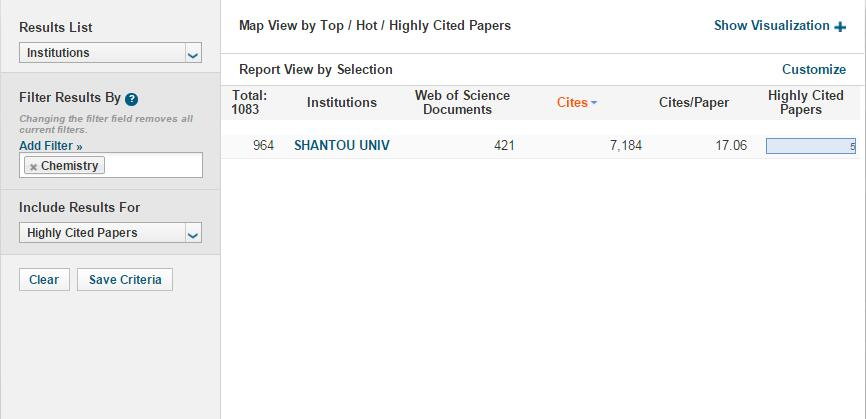 Results List
Institutions
Filter Results By ?
Changing the filter field removes all
current filters.
Add Filter »
× Chemistry
Include Results For
Highly Cited Papers
Clear Save Criteria
Map View by Top / Hot / Highly Cited Papers Show Visualization +
Report View by Selection Customize
Total:
1083
Institutions
Web of Science
Documents
Cites
Cites/Paper
Highly Cited
Papers
964 SHANTOU UNIV 421 7,184 17.06 5